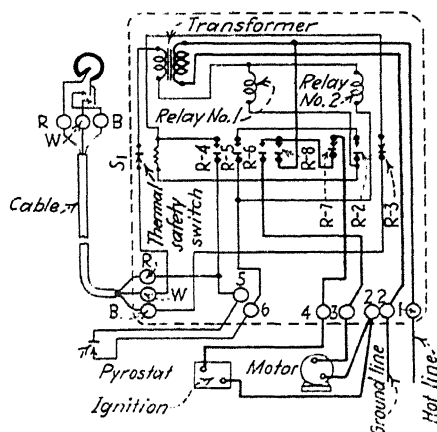 Transformer
Relay No.2
Relay No.1
R
W
B
S1
R-4
R-5
R-6
R-8
R-7
R-2
R-3
Thermal safety switch
Cable
R
W
B
5
6
4
3
2
2
1
Pyrostat
Ignition
Motor
Ground line
Hot line